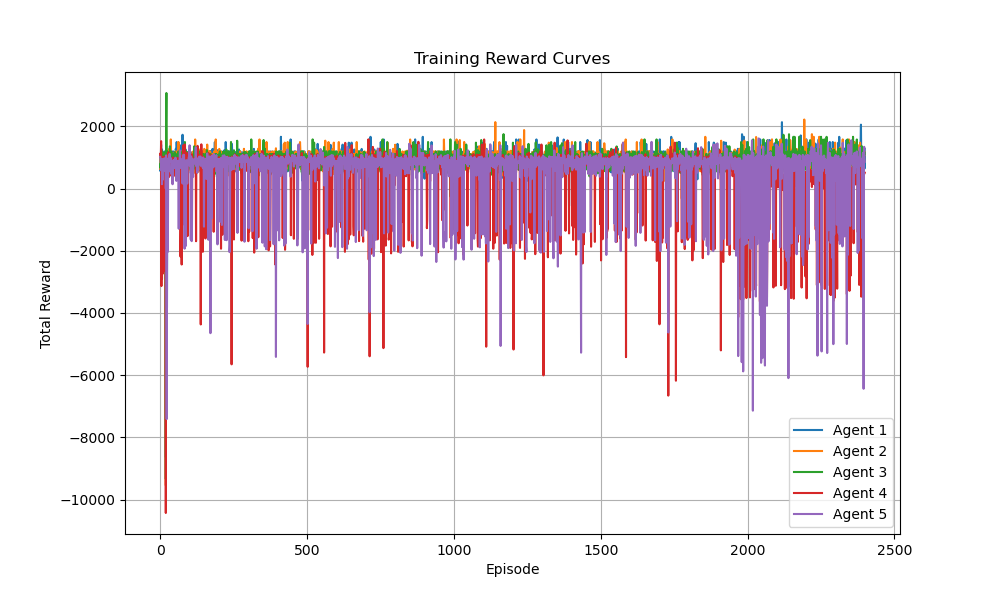 Training Reward Curves
Total Reward
2000
0
−2000
−4000
−6000
−8000
−10000
0 500 1000 1500 2000 2500
Episode
Agent 1
Agent 2
Agent 3
Agent 4
Agent 5